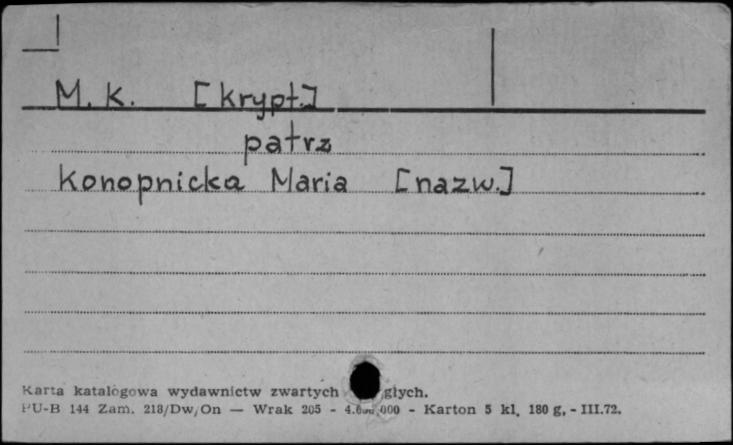 M. K. [krypt.]
patrz
Konopnicka Maria [nazw.]
Karta katalogowa wydawnictw zwartych
PU-B 144 Zam. 218/Dw/On — Wrak 205 - - Karton 5 kl. 180 g. - III.72.